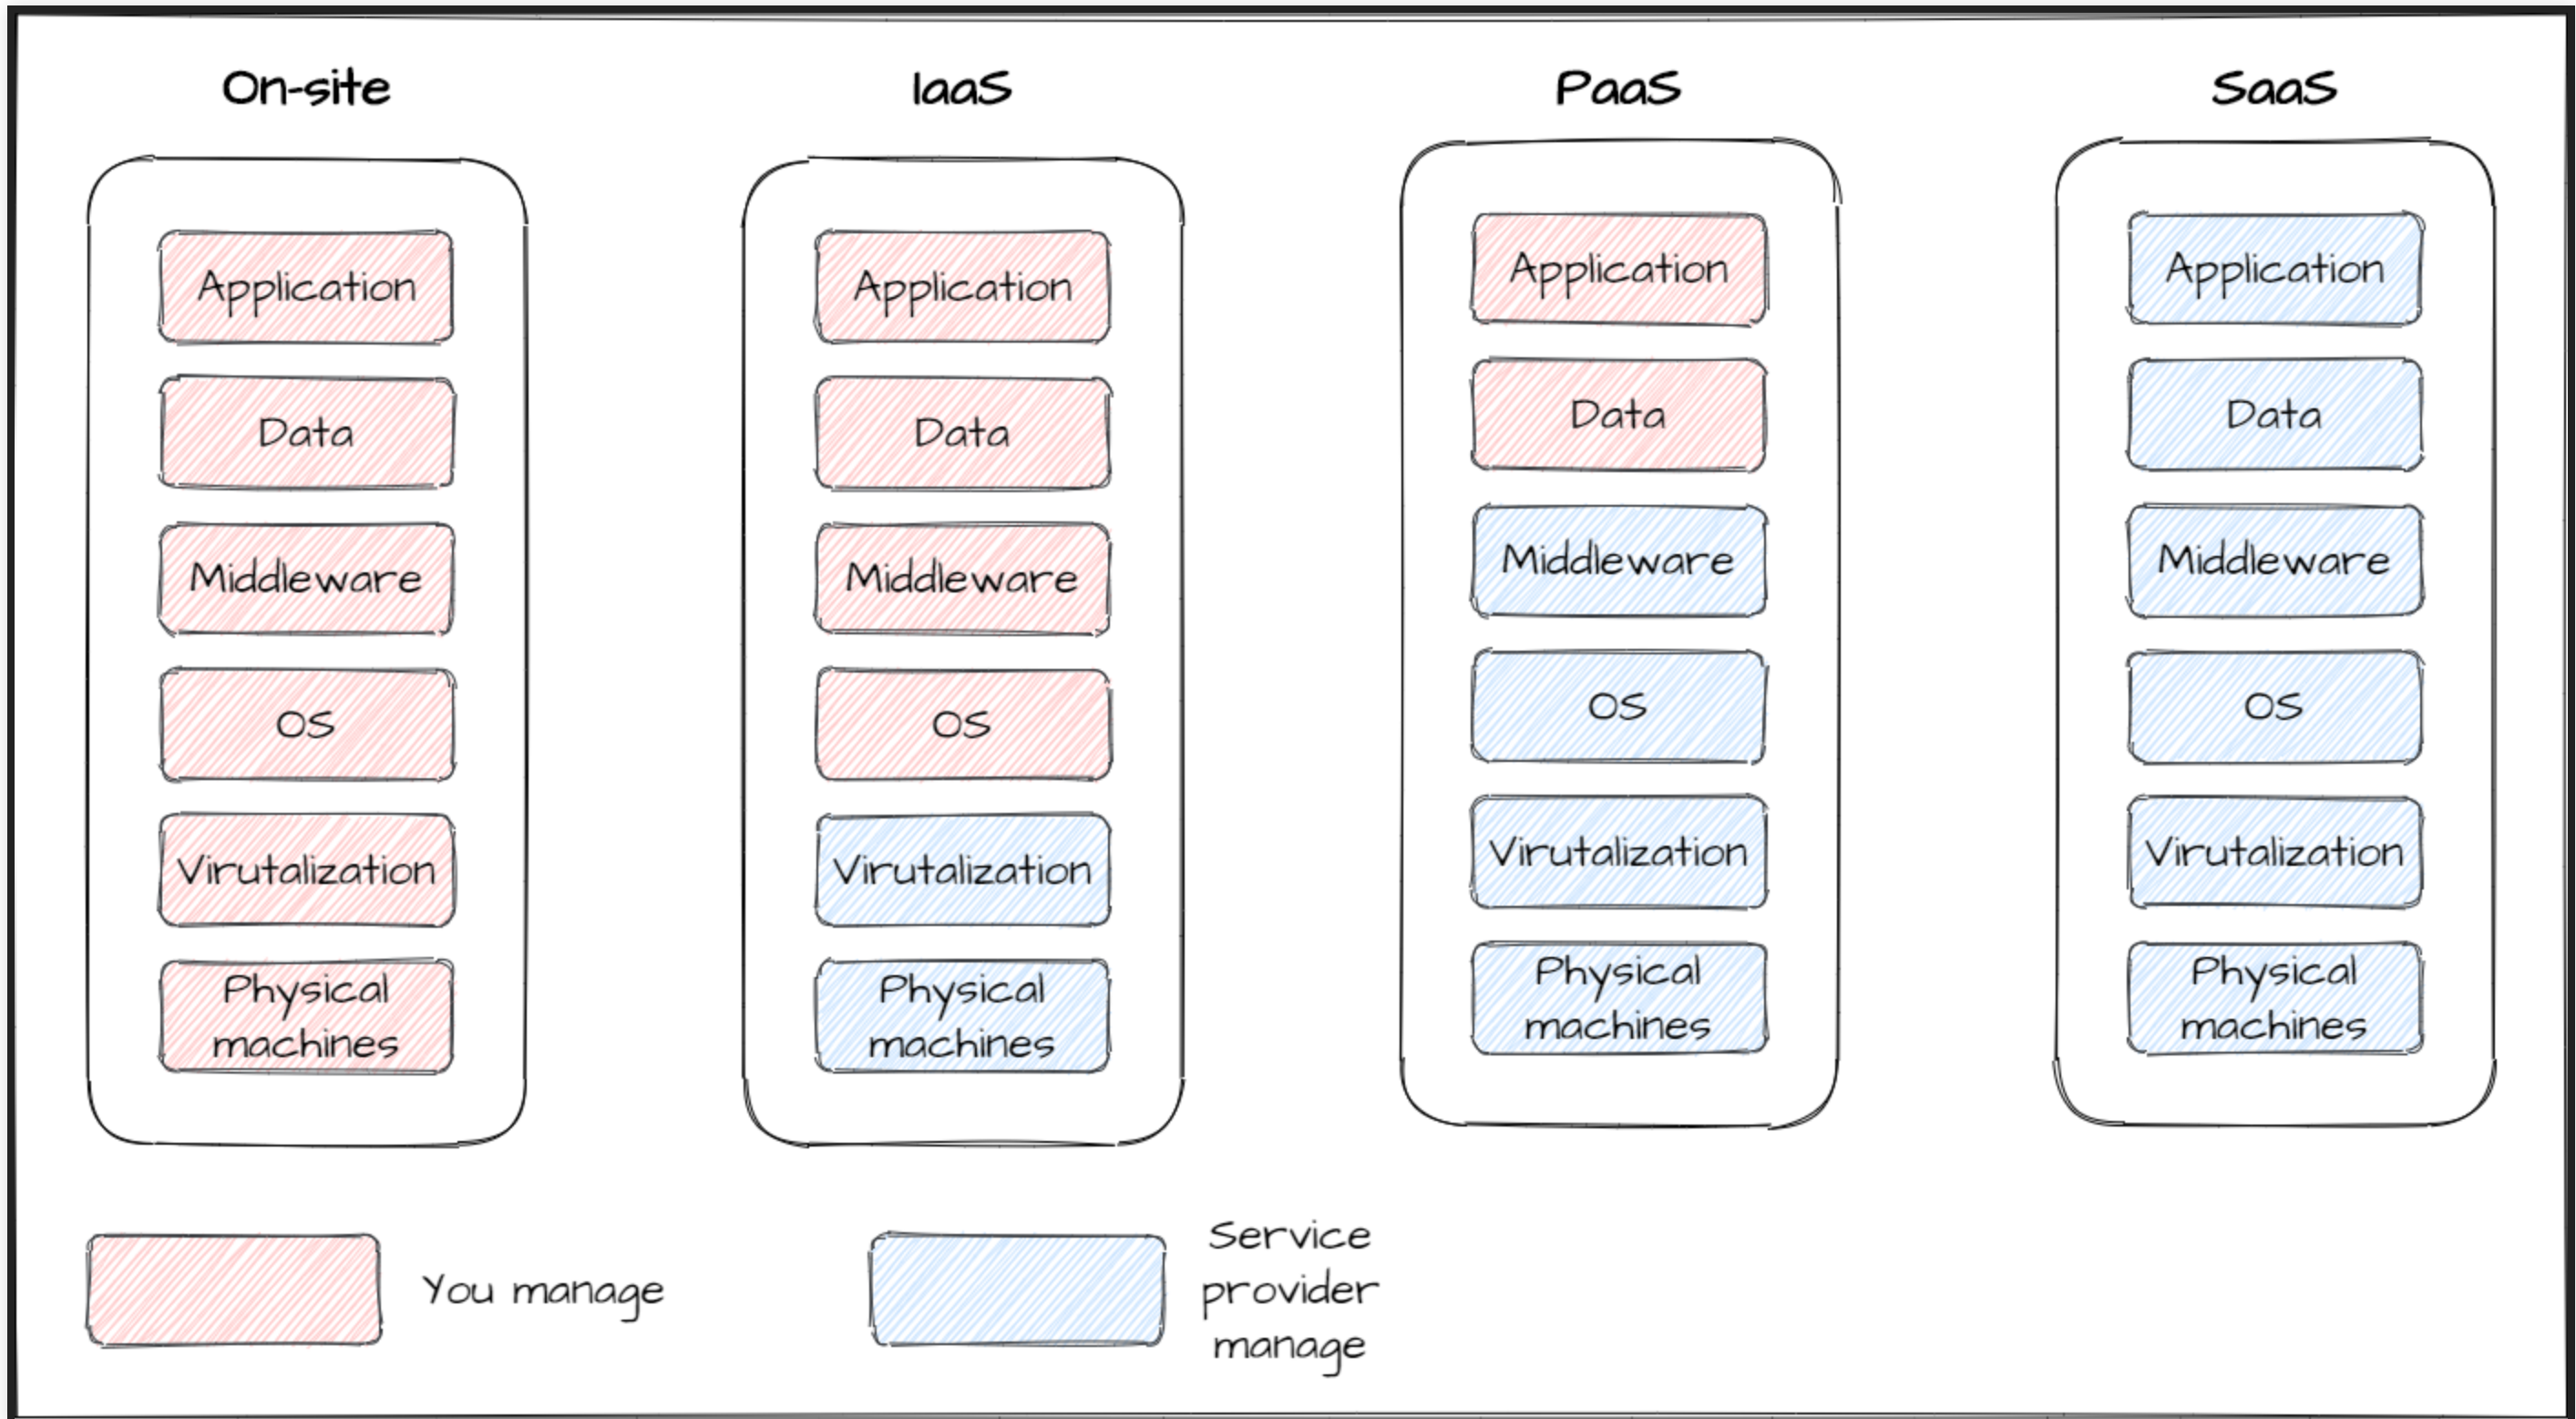 On-site
Application
Data
Middleware
OS
Virutalization
Physical
machines
IaaS
Application
Data
Middleware
OS
Virutalization
Physical
machines
PaaS
Application
Data
Middleware
OS
Virutalization
Physical
machines
SaaS
Application
Data
Middleware
OS
Virutalization
Physical
machines
You manage
Service
provider
manage